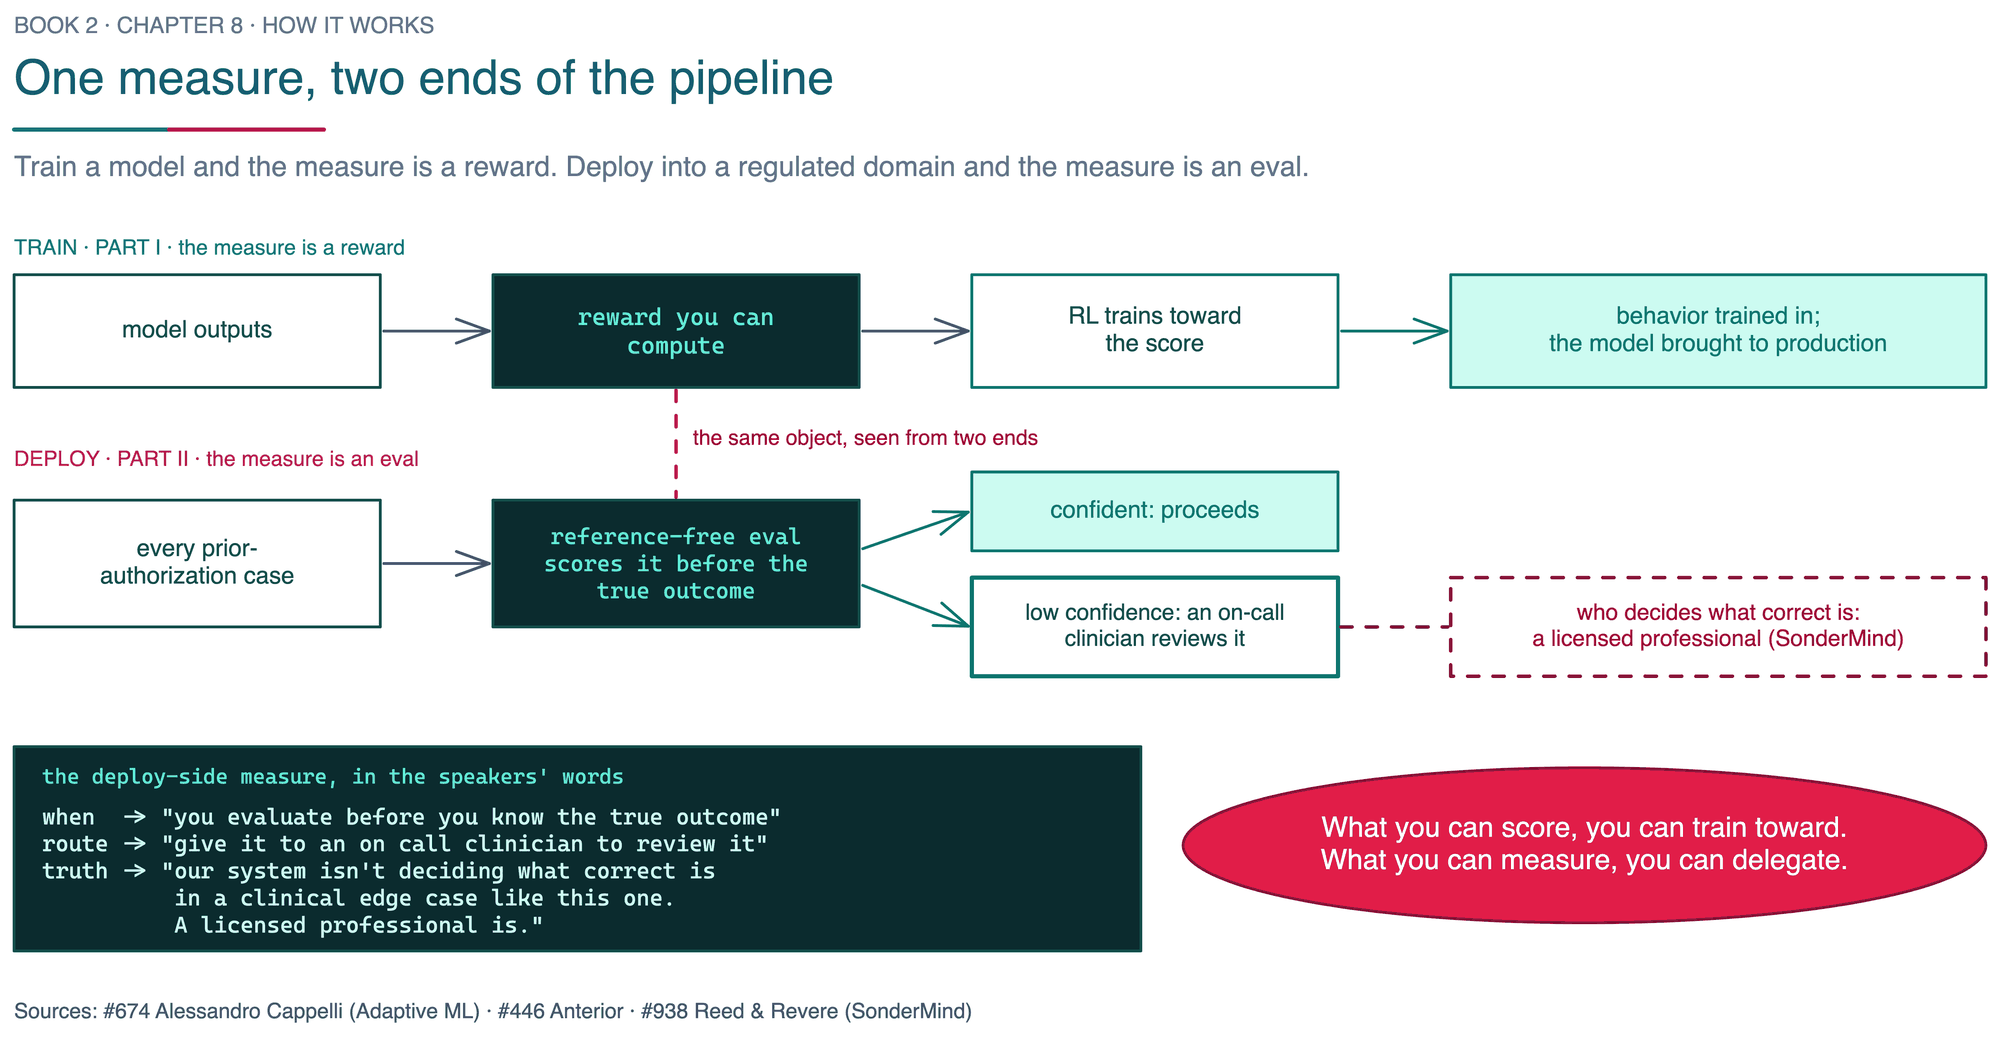 BOOK 2 · CHAPTER 8 · HOW IT WORKS
One measure, two ends of the pipeline
Train a model and the measure is a reward. Deploy into a regulated domain and the measure is an eval.
TRAIN · PART I · the measure is a reward
model outputs
reward you can
compute
RL trains toward
the score
behavior trained in;
the model brought to production
the same object, seen from two ends
DEPLOY · PART II · the measure is an eval
every prior-
authorization case
reference-free eval
scores it before the
true outcome
confident: proceeds
low confidence: an on-call
clinician reviews it
who decides what correct is:
a licensed professional (SonderMind)
the deploy-side measure, in the speakers' words
when → "you evaluate before you know the true outcome"
route → "give it to an on call clinician to review it"
truth → "our system isn't deciding what correct is
in a clinical edge case like this one.
A licensed professional is."
What you can score, you can train toward.
What you can measure, you can delegate.
Sources: #674 Alessandro Cappelli (Adaptive ML) · #446 Anterior · #938 Reed & Revere (SonderMind)